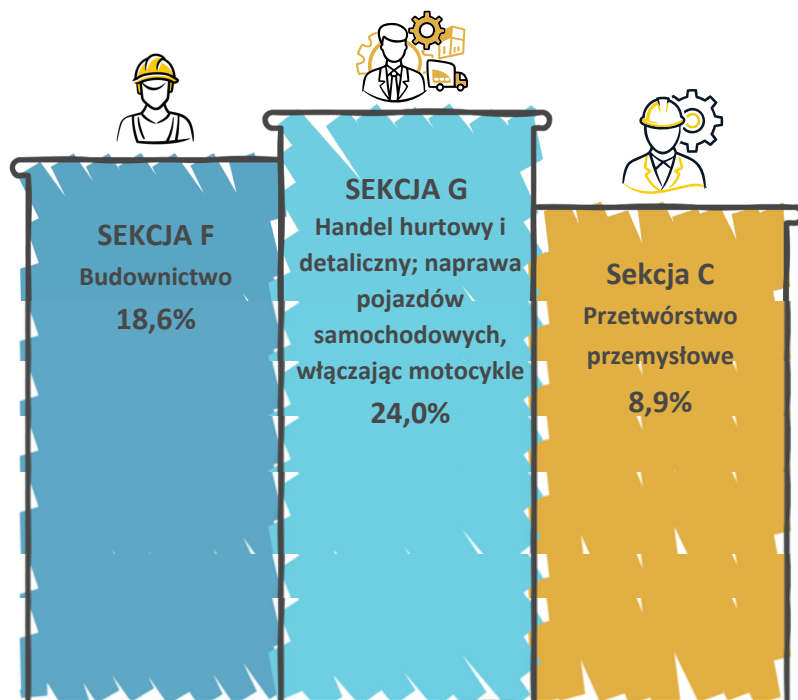 SEKCJA F
Budownictwo
18,6%
SEKCJA G
Handel hurtowy i
detaliczny; naprawa
pojazdów
samochodowych,
włączając motocykle
24,0%
Sekcja C
Przetwórstwo
przemysłowe
8,9%